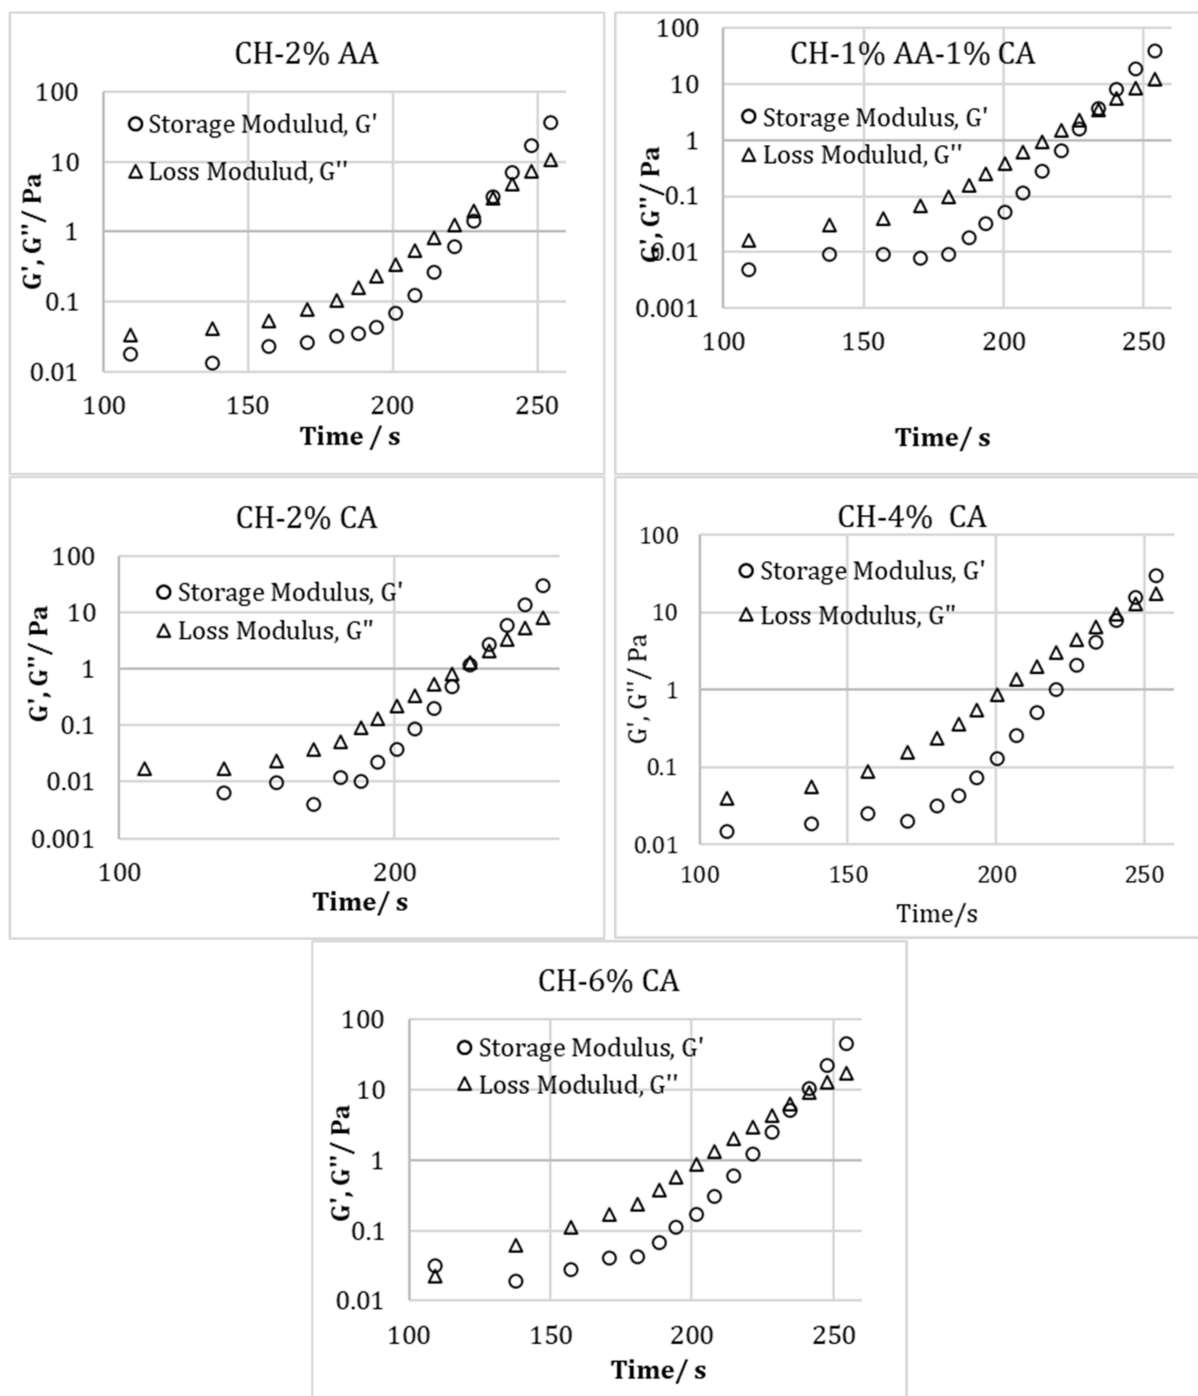 CH-2% AA
100
10
1
0.1
0.01
G', G''/ Pa
Storage Modulud, G'
Loss Modulud, G''
100 150 200 250
Time / s
CH-1% AA-1% CA
100
10
1
0.1
0.01
0.001
G', G''/ Pa
Storage Modulus, G'
Loss Modulud, G''
100 150 200 250
Time/ s
CH-2% CA
100
10
1
0.1
0.01
0.001
G', G''/ Pa
Storage Modulus, G'
Loss Modulus, G''
100 200
Time/ s
CH-4% CA
100
10
1
0.1
0.01
G', G''/ Pa
Storage Modulus, G'
Loss Modulus, G''
100 150 200 250
Time/s
CH-6% CA
100
10
1
0.1
0.01
G', G''/ Pa
Storage Modulus, G'
Loss Modulud, G''
100 150 200 250
Time/ s